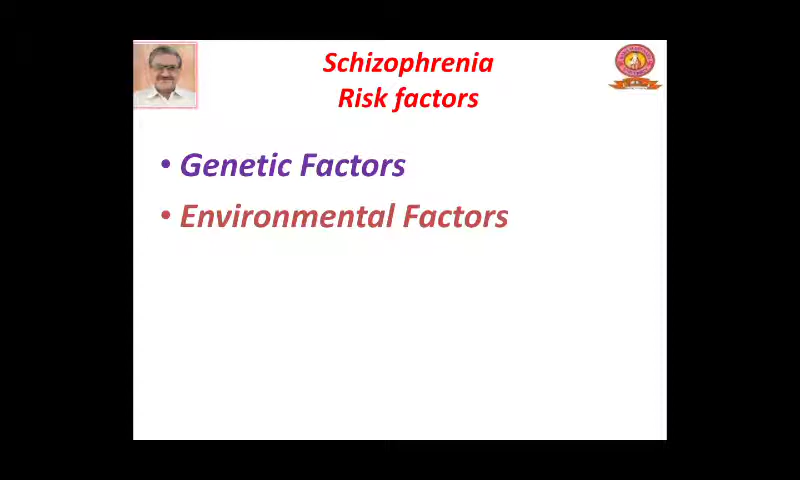 Schizophrenia
Risk factors
• Genetic Factors
• Environmental Factors